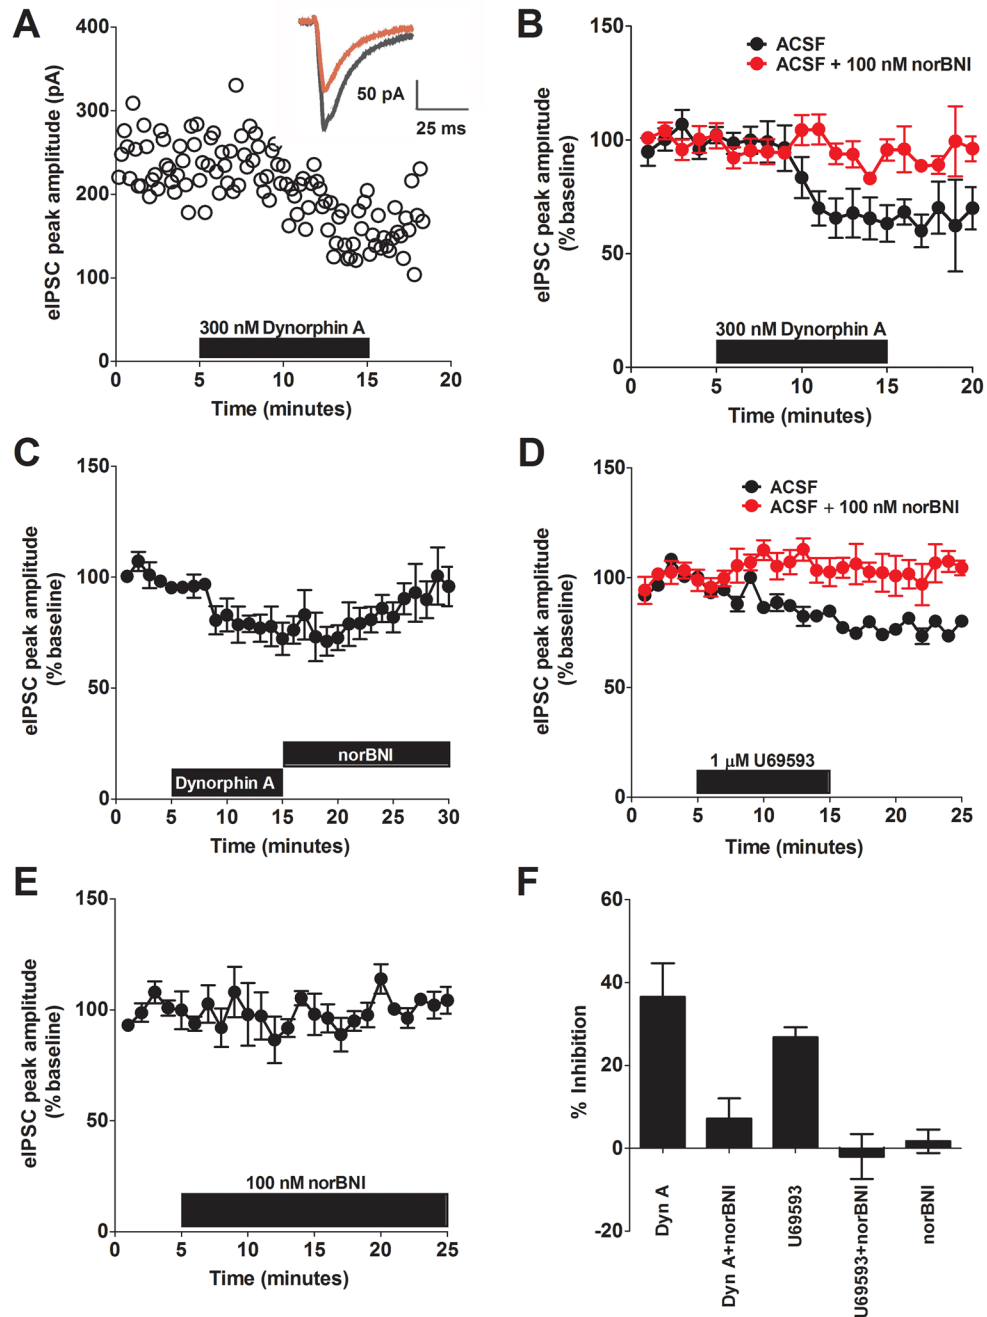 A
eIPSC peak amplitude (pA)
400
300
200
100
0
50 pA
25 ms
300 nM Dynorphin A
0 5 10 15 20
Time (minutes)
B
eIPSC peak amplitude
(% baseline)
150
100
50
0
ACSF
ACSF + 100 nM norBNI
300 nM Dynorphin A
0 5 10 15 20
Time (minutes)
C
eIPSC peak amplitude
(% baseline)
150
100
50
0
norBNI
Dynorphin A
0 5 10 15 20 25 30
Time (minutes)
D
eIPSC peak amplitude
(% baseline)
150
100
50
0
ACSF
ACSF + 100 nM norBNI
1 μM U69593
0 5 10 15 20 25
Time (minutes)
E
eIPSC peak amplitude
(% baseline)
150
100
50
0
100 nM norBNI
0 5 10 15 20 25
Time (minutes)
F
% Inhibition
60
40
20
0
-20
Dyn A
Dyn A+norBNI
U69593
U69593+norBNI
norBNI